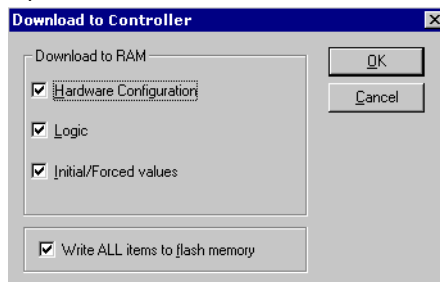 Download to Controller
Download to RAM
Hardware Configuration
Logic
Initial/Forced values
Write ALL items to flash memory
OK
Cancel